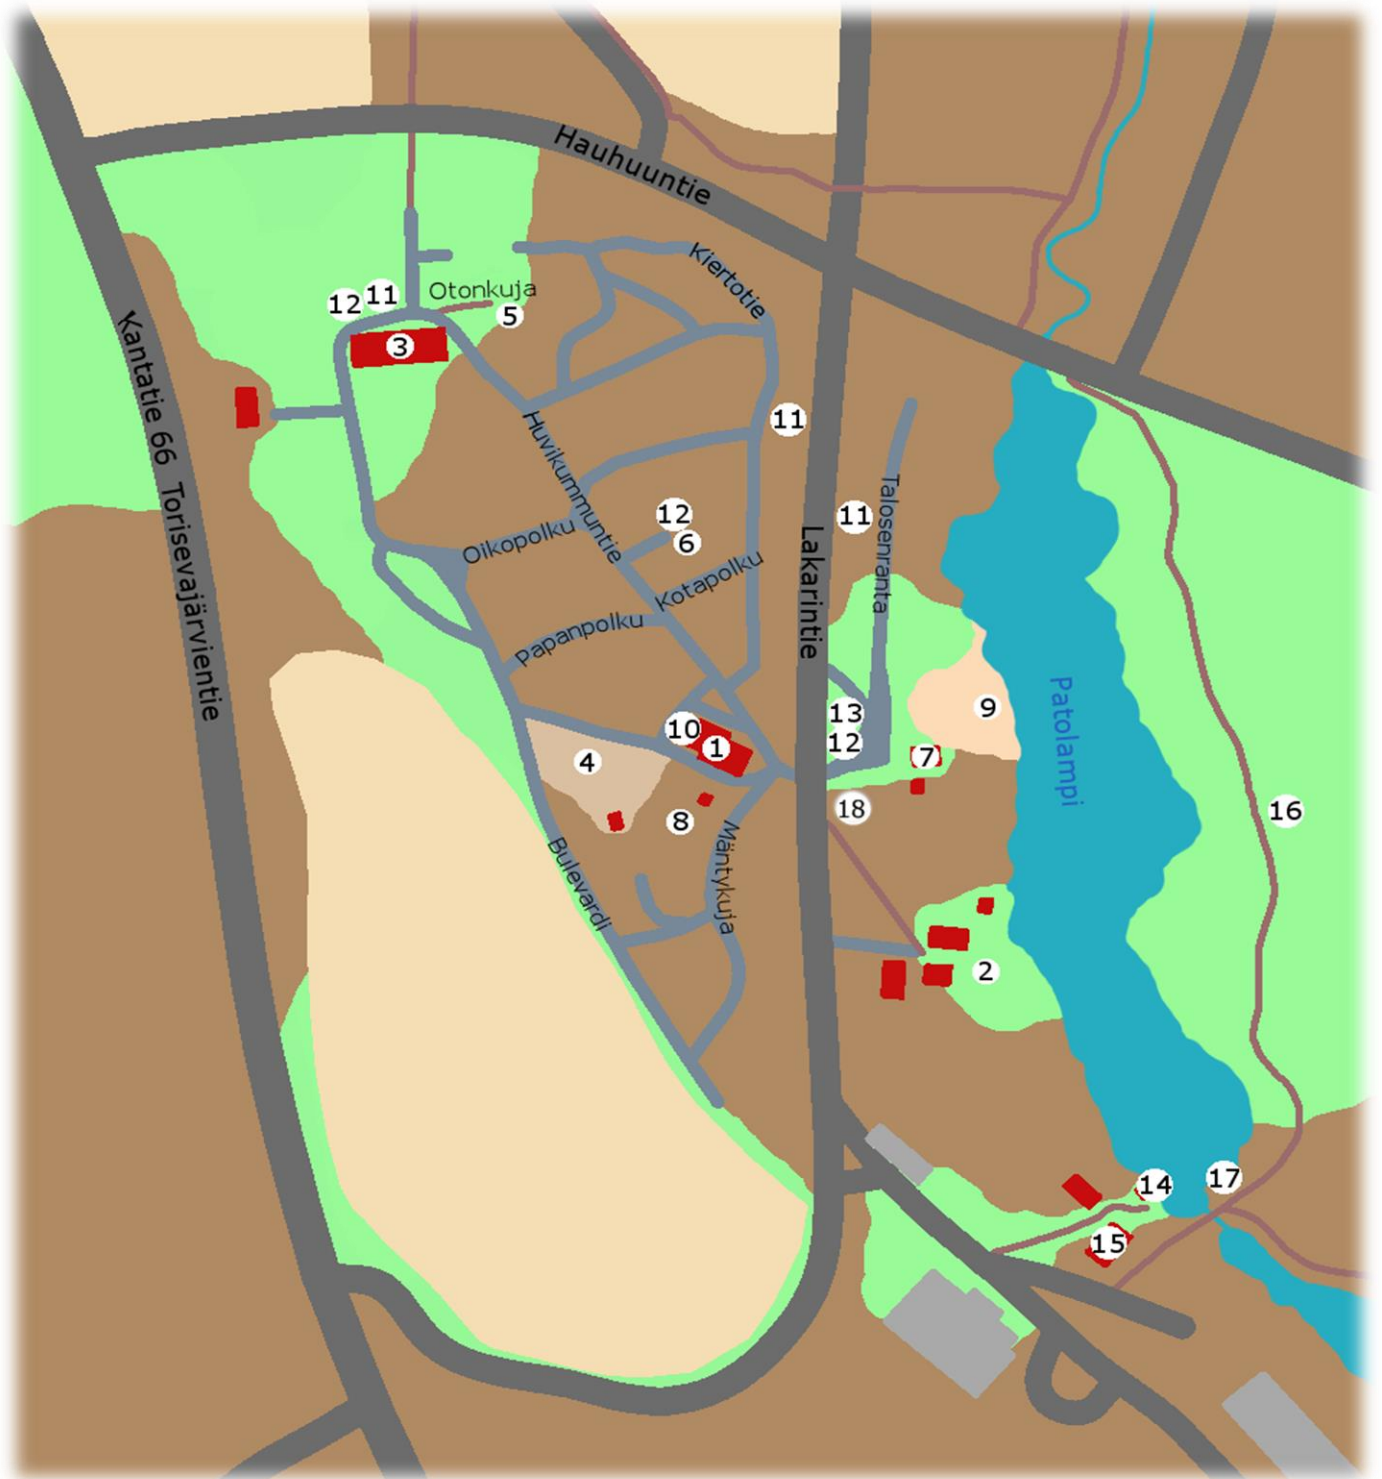 Hauhuuntie
Kiertotie
Otonkuja
12
11
5
3
Kantatie 66 Torisevajärvientie
11
Huvikummuntie
Talosenranta
12
11
6
Oikopolku
Kotapolku
Lakarintie
Papanpolku
Patolampi
9
13
10
1
12
7
4
18
16
8
Mäntykuja
Bulevardi
2
14
17
15